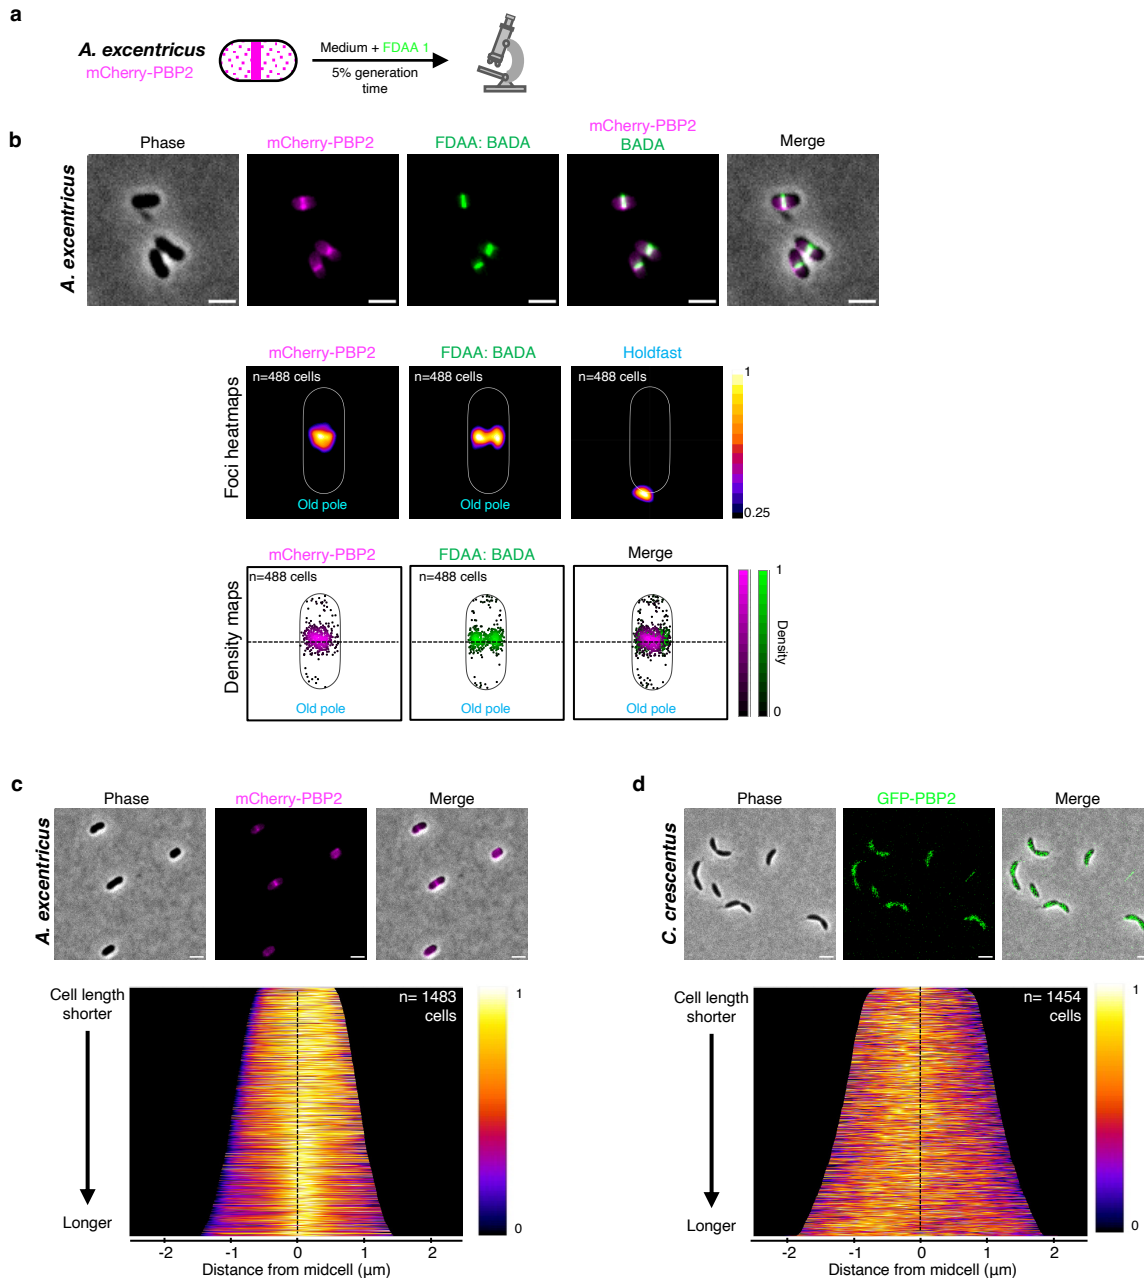 a
A. excentricus
mCherry-PBP2
Medium + FDAA 1
5% generation
time
b
Phase
mCherry-PBP2
FDAA: BADA
mCherry-PBP2
BADA
Merge
A. excentricus
mCherry-PBP2
FDAA: BADA
Holdfast
Foci heatmaps
n=488 cells
n=488 cells
n=488 cells
Old pole
Old pole
1
0.25
mCherry-PBP2
FDAA: BADA
Merge
Density maps
n=488 cells
n=488 cells
Old pole
Old pole
1
Density
0
c
Phase
mCherry-PBP2
Merge
A. excentricus
Cell length
shorter
Longer
n= 1483
cells
1
0
-2 -1 0 1 2
Distance from midcell (µm)
d
Phase
GFP-PBP2
Merge
C. crescentus
Cell length
shorter
Longer
n= 1454
cells
1
0
-2 -1 0 1 2
Distance from midcell (µm)